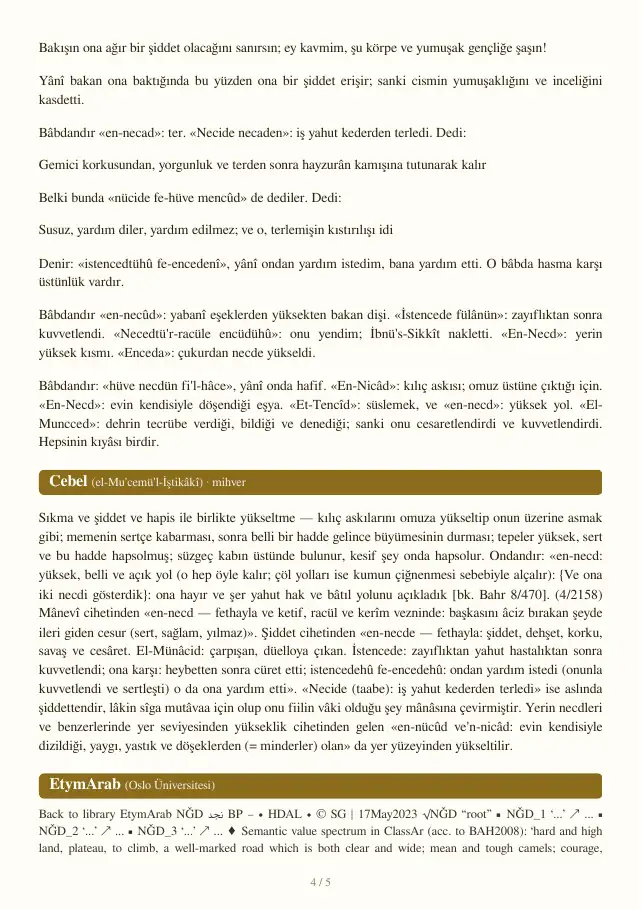 Bakışın ona ağır bir şiddet olacağını sanırsın; ey kavmim, şu körpe ve yumuşak gençliğe şaşın!
Yânî bakan ona baktığında bu yüzden ona bir şiddet erişir; sanki cismin yumuşaklığını ve inceliğini
kasdetti.
Bâbdandır «en-necad»: ter. «Necide necaden»: iş yahut kederden terledi. Dedi:
Gemici korkusundan, yorgunluk ve terden sonra hayzurân kamışına tutunarak kalır
Belki bunda «nücide fe-hüve mencûd» de dediler. Dedi:
Susuz, yardım diler, yardım edilmez; ve o, terlemişin kıstırılışı idi
Denir: «istencedtühû fe-encedenî», yânî ondan yardım istedim, bana yardım etti. O bâbda hasma karşı
üstünlük vardır.
Bâbdandır «en-necûd»: yabanî eşeklerden yüksekten bakan dişi. «İstencede fülânün»: zayıflıktan sonra
kuvvetlendi. «Necedtü'r-racüle encüdühû»: onu yendim; İbnü's-Sikkît nakletti. «En-Necd»: yerin
yüksek kısmı. «Enceda»: çukurdan necde yükseldi.
Bâbdandır: «hüve necdün fi'l-hâce», yânî onda hafif. «En-Nicâd»: kılıç askısı; omuz üstüne çıktığı için.
«En-Necd»: evin kendisiyle döşendiği eşya. «Et-Tencîd»: süslemek, ve «en-necd»: yüksek yol. «El-
Muncced»: dehrin tecrübe verdiği, bildiği ve denediği; sanki onu cesaretlendirdi ve kuvvetlendirdi.
Hepsinin kıyâsı birdir.
Cebel (el-Mu'cemü'l-İştikâkî) · mihver
Sıkma ve şiddet ve hapis ile birlikte yükseltme — kılıç askılarını omuza yükseltip onun üzerine asmak
gibi; memenin sertçe kabarması, sonra belli bir hadde gelince büyümesinin durması; tepeler yüksek, sert
ve bu hadde hapsolmuş; süzgeç kabın üstünde bulunur, kesif şey onda hapsolur. Ondandır: «en-necd:
yüksek, belli ve açık yol (o hep öyle kalır; çöl yolları ise kumun çiğnenmesi sebebiyle alçalır): {Ve ona
iki necdi gösterdik}: ona hayır ve şer yahut hak ve bâtıl yolunu açıkladık [bk. Bahr 8/470]. (4/2158)
Mânevî cihetinden «en-necd — fethayla ve ketif, racül ve kerîm vezninde: başkasını âciz bırakan şeyde
ileri giden cesur (sert, sağlam, yılmaz)». Şiddet cihetinden «en-necde — fethayla: şiddet, dehşet, korku,
savaş ve cesâret. El-Münâcid: çarpışan, düelloya çıkan. İstencede: zayıflıktan yahut hastalıktan sonra
kuvvetlendi; ona karşı: heybetten sonra cüret etti; istencedehû fe-encedehû: ondan yardım istedi (onunla
kuvvetlendi ve sertleşti) o da ona yardım etti». «Necide (taabe): iş yahut kederden terledi» ise aslında
şiddettendir, lâkin sîga mutâvaa için olup onu fiilin vâki olduğu şey mânâsına çevirmiştir. Yerin necdleri
ve benzerlerinde yer seviyesinden yükseklik cihetinden gelen «en-nücûd ve'n-nicâd: evin kendisiyle
dizildiği, yaygı, yastık ve döşeklerden (= minderler) olan» da yer yüzeyinden yükseltilir.
EtymArab (Oslo Üniversitesi)
Back to library EtymArab NǦD نجد BP – • HDAL • © SG | 17May2023 √NǦD “root” ▪ NǦD_1 ‘...’ ↗ ... ▪
NǦD_2 ‘...’ ↗ ... ▪ NǦD_3 ‘...’ ↗ ... ♦ Semantic value spectrum in ClassAr (acc. to BAH2008): ‘hard and high
land, plateau, to climb, a well-marked road which is both clear and wide; mean and tough camels; courage,
4 / 5